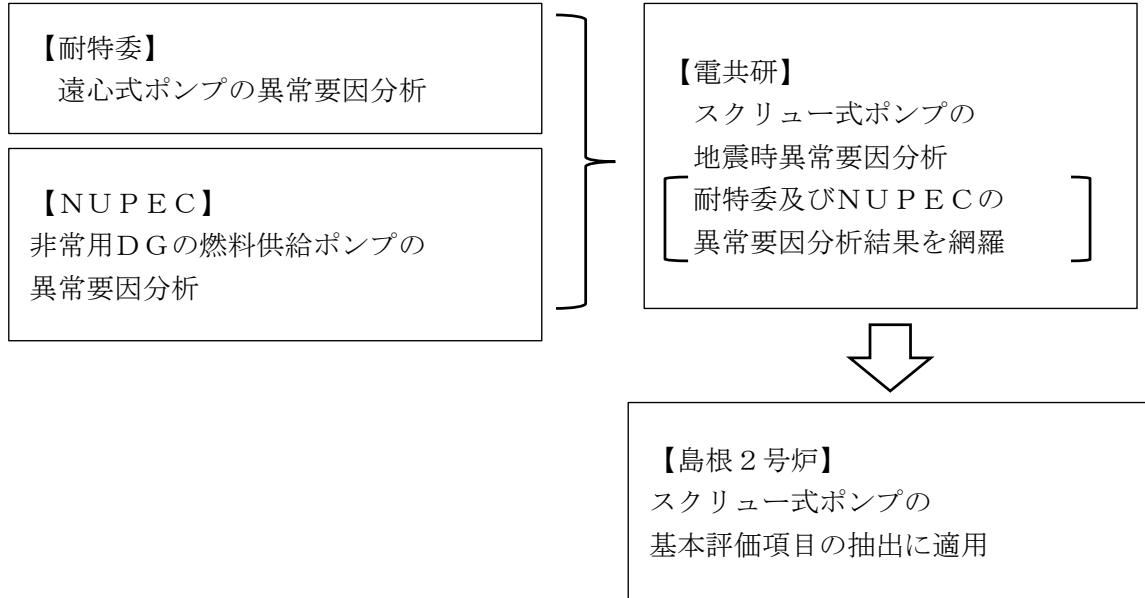 【耐特委】
遠心式ポンプの異常要因分析
【ＮＵＰＥＣ】
非常用ＤＧの燃料供給ポンプの
異常要因分析
【電共研】
スクリュー式ポンプの
地震時異常要因分析
耐特委及びＮＵＰＥＣの
異常要因分析結果を網羅
【島根２号炉】
スクリュー式ポンプの
基本評価項目の抽出に適用